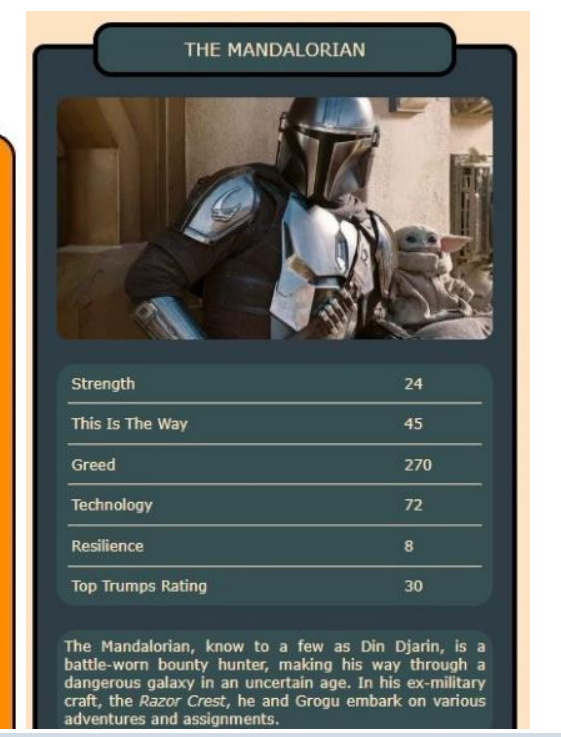 THE MANDALORIAN
Strength 24
This Is The Way 45
Greed 270
Technology 72
Resilience 8
Top Trumps Rating 30
The Mandalorian, know to a few as Din Djarin, is a
battle-worn bounty hunter, making his way through a
dangerous galaxy in an uncertain age. In his ex-military
craft, the Razor Crest, he and Grogu embark on various
adventures and assignments.